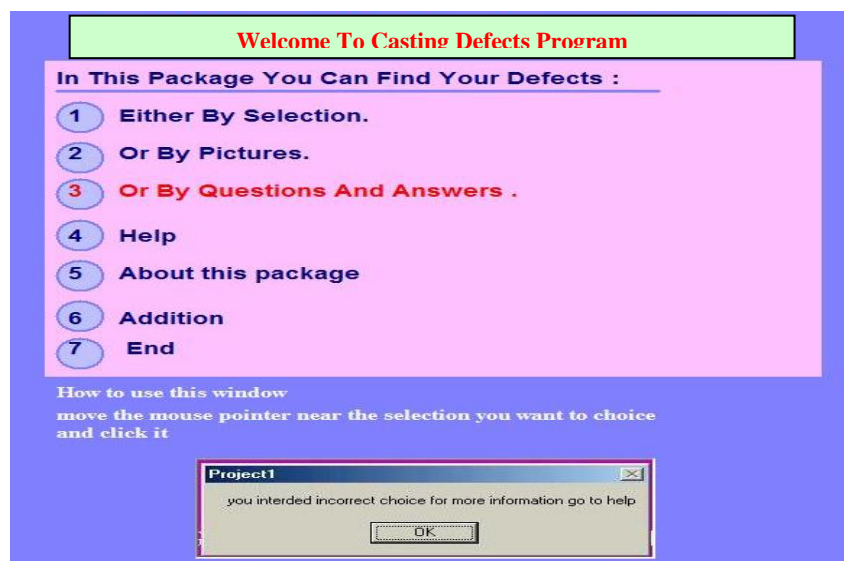 Welcome To Casting Defects Program
In This Package You Can Find Your Defects :
1 Either By Selection.
2 Or By Pictures.
3 Or By Questions And Answers .
4 Help
5 About this package
6 Addition
7 End
How to use this window
move the mouse pointer near the selection you want to choice
and click it
Project1
you interded incorrect choice for more information go to help
OK